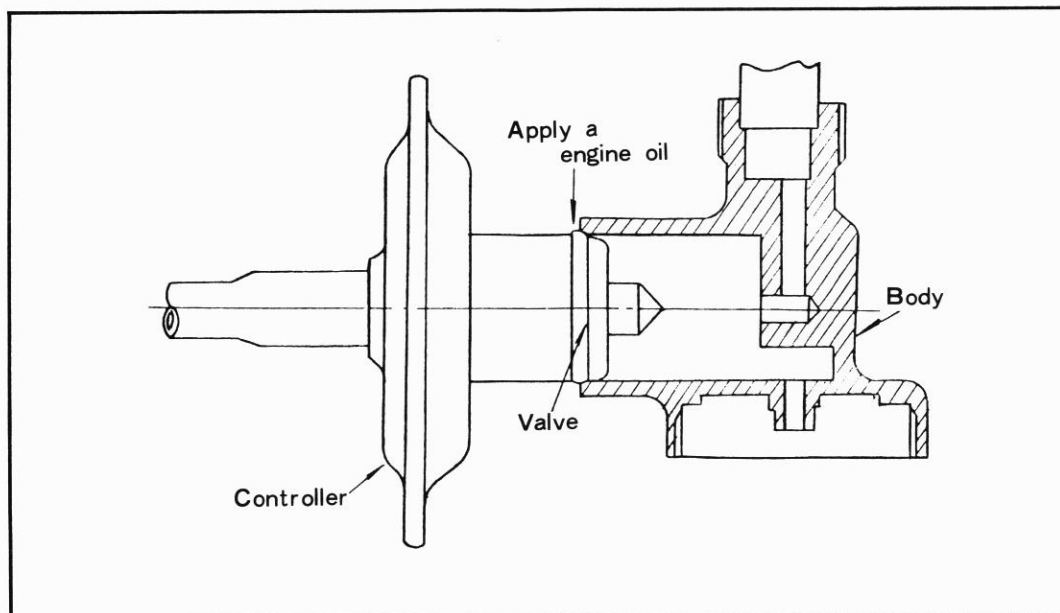 Apply a
engine oil
Body
Valve
Controller